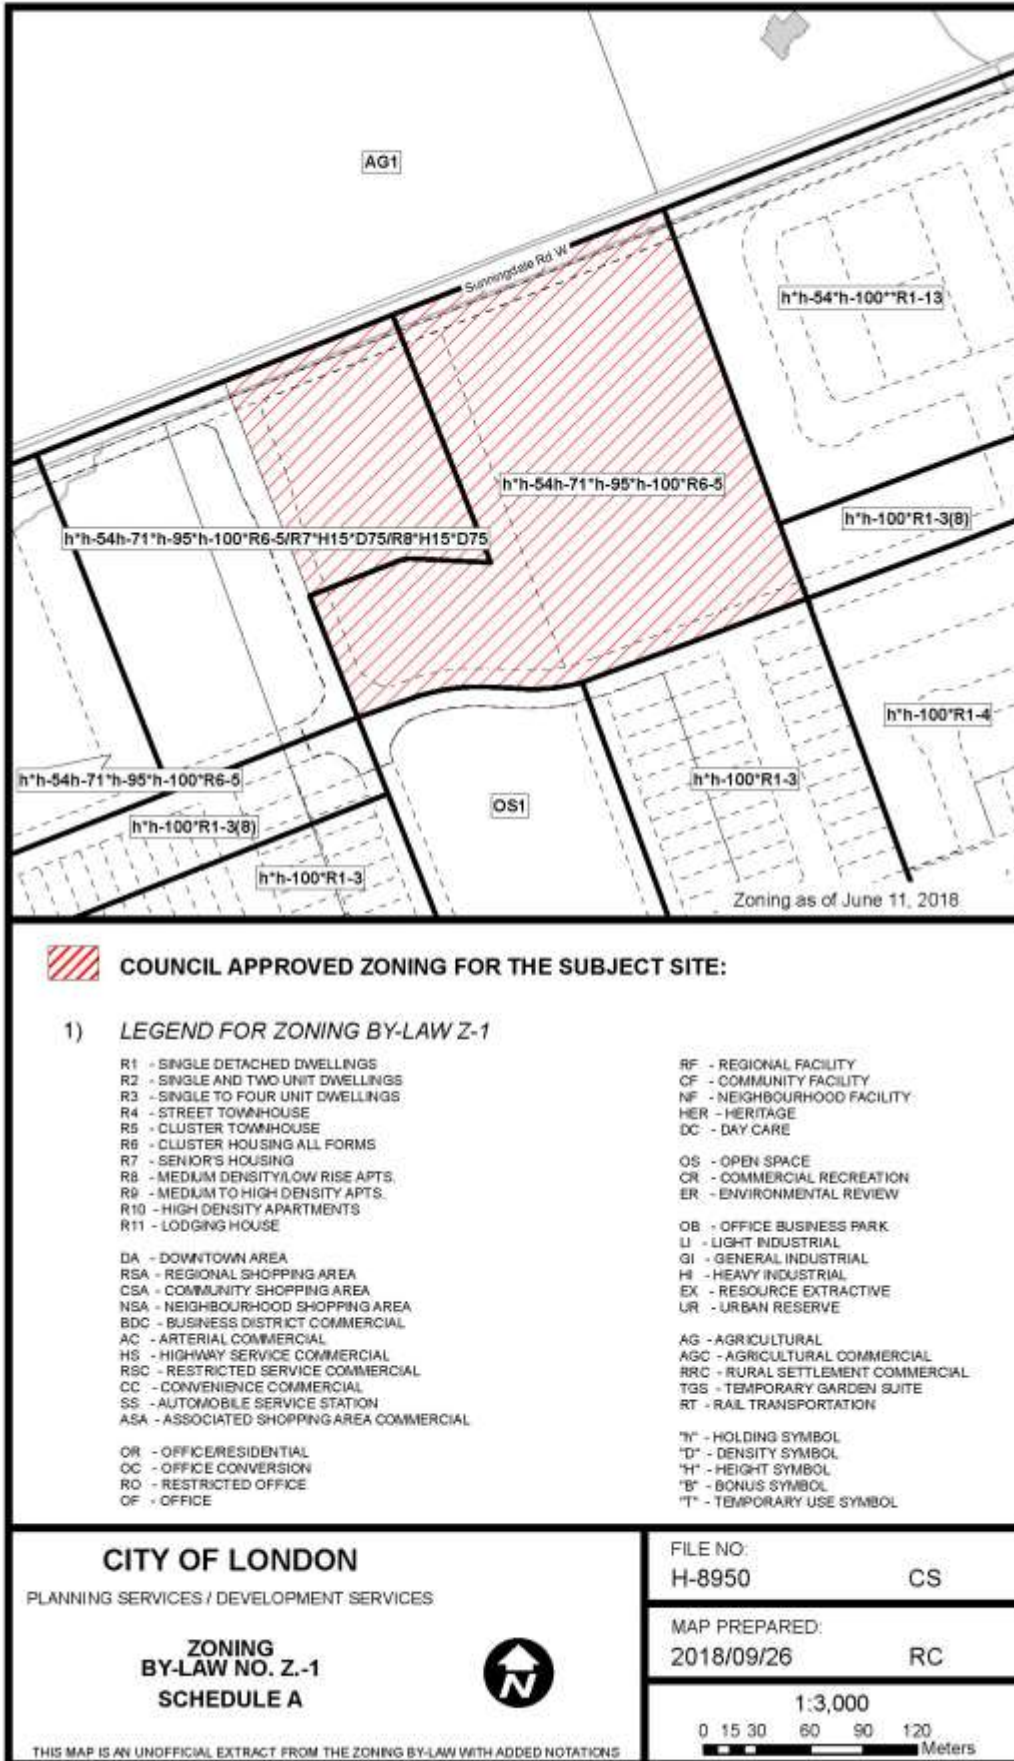 AG1
Sunningdale Rd W
h*h-54*h-100**R1-13
h*h-54h-71*h-95*h-100*R6-5
h*h-100*R1-3(8)
h*h-54h-71*h-95*h-100*R6-5/R7*H15*D75/R8*H15*D75
h*h-100*R1-4
h*h-54h-71*h-95*h-100*R6-5
h*h-100*R1-3
OS1
h*h-100*R1-3(8)
h*h-100*R1-3
Zoning as of June 11, 2018
COUNCIL APPROVED ZONING FOR THE SUBJECT SITE:
1) LEGEND FOR ZONING BY-LAW Z-1
R1 - SINGLE DETACHED DWELLINGS
R2 - SINGLE AND TWO UNIT DWELLINGS
R3 - SINGLE TO FOUR UNIT DWELLINGS
R4 - STREET TOWNHOUSE
R5 - CLUSTER TOWNHOUSE
R6 - CLUSTER HOUSING ALL FORMS
R7 - SENIOR'S HOUSING
R8 - MEDIUM DENSITY/LOW RISE APTS.
R9 - MEDIUM TO HIGH DENSITY APTS.
R10 - HIGH DENSITY APARTMENTS
R11 - LODGING HOUSE
DA - DOWNTOWN AREA
RSA - REGIONAL SHOPPING AREA
CSA - COMMUNITY SHOPPING AREA
NSA - NEIGHBOURHOOD SHOPPING AREA
BDC - BUSINESS DISTRICT COMMERCIAL
AC - ARTERIAL COMMERCIAL
HS - HIGHWAY SERVICE COMMERCIAL
RSC - RESTRICTED SERVICE COMMERCIAL
CC - CONVENIENCE COMMERCIAL
SS - AUTOMOBILE SERVICE STATION
ASA - ASSOCIATED SHOPPING AREA COMMERCIAL
OR - OFFICE/RESIDENTIAL
OC - OFFICE CONVERSION
RO - RESTRICTED OFFICE
OF - OFFICE
RF - REGIONAL FACILITY
CF - COMMUNITY FACILITY
NF - NEIGHBOURHOOD FACILITY
HER - HERITAGE
DC - DAY CARE
OS - OPEN SPACE
CR - COMMERCIAL RECREATION
ER - ENVIRONMENTAL REVIEW
OB - OFFICE BUSINESS PARK
LI - LIGHT INDUSTRIAL
GI - GENERAL INDUSTRIAL
HI - HEAVY INDUSTRIAL
EX - RESOURCE EXTRACTIVE
UR - URBAN RESERVE
AG - AGRICULTURAL
AGC - AGRICULTURAL COMMERCIAL
RRC - RURAL SETTLEMENT COMMERCIAL
TGS - TEMPORARY GARDEN SUITE
RT - RAIL TRANSPORTATION
"h" - HOLDING SYMBOL
"D" - DENSITY SYMBOL
"H" - HEIGHT SYMBOL
"B" - BONUS SYMBOL
"T" - TEMPORARY USE SYMBOL
CITY OF LONDON
PLANNING SERVICES / DEVELOPMENT SERVICES
ZONING
BY-LAW NO. Z.-1
SCHEDULE A
N
THIS MAP IS AN UNOFFICIAL EXTRACT FROM THE ZONING BY-LAW WITH ADDED NOTATIONS
FILE NO:
H-8950 CS
MAP PREPARED:
2018/09/26 RC
1:3,000
0 15 30 60 90 120
Meters